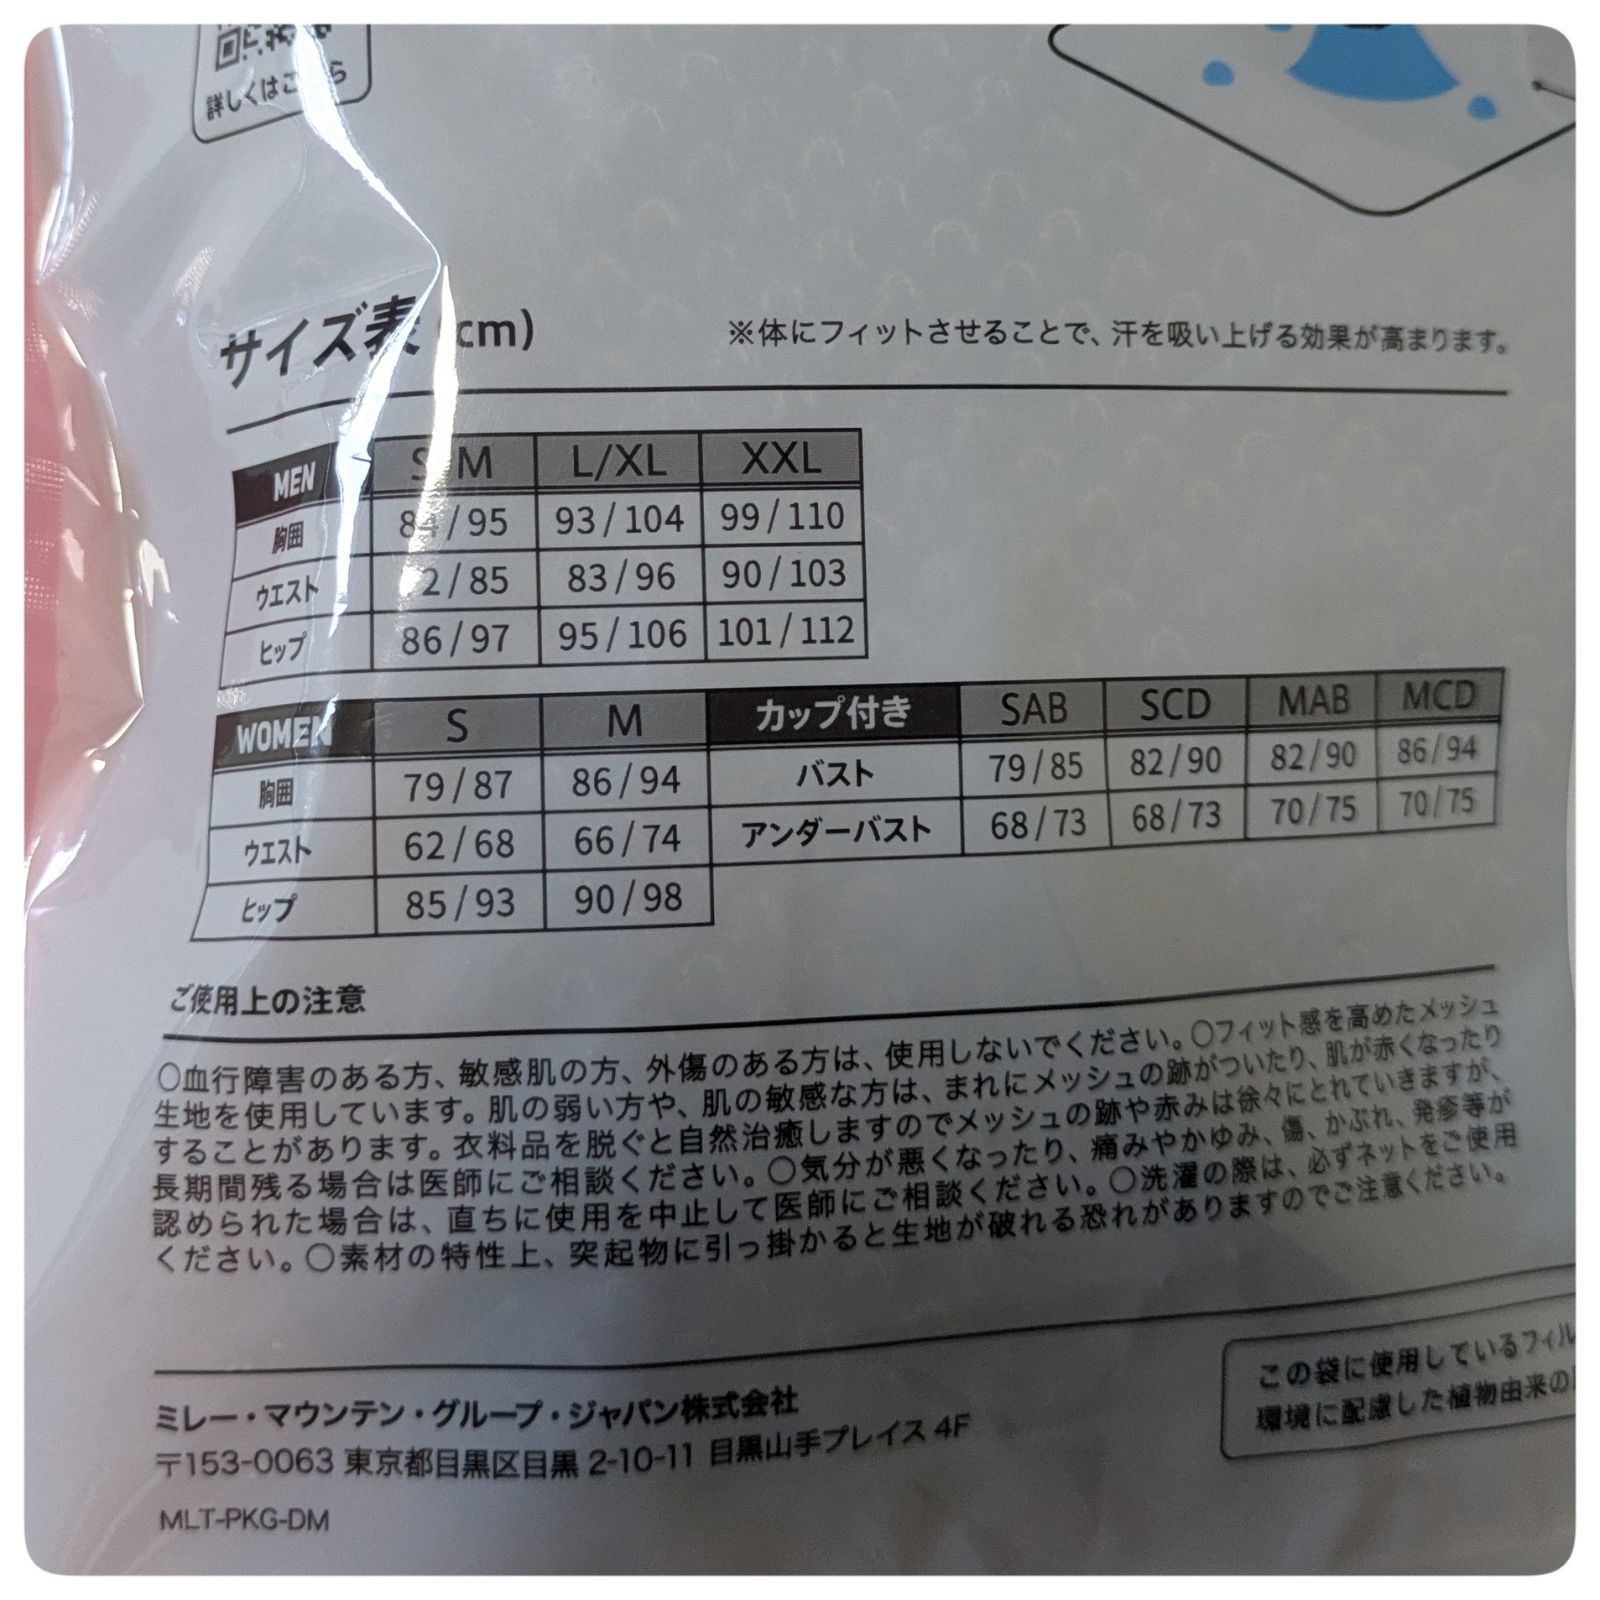 詳しくはこちら
サイズ表 (cm)
※体にフィットさせることで、汗を吸い上げる効果が高まります。
MEN S/M L/XL XXL
胸囲 84/95 93/104 99/110
ウエスト 2/85 83/96 90/103
ヒップ 86/97 95/106 101/112
WOMEN S M カップ付き SAB SCD MAB MCD
胸囲 79/87 86/94 バスト 79/85 82/90 82/90 86/94
ウエスト 62/68 66/74 アンダーバスト 68/73 68/73 70/75 70/75
ヒップ 85/93 90/98
ご使用上の注意
○血行障害のある方、敏感肌の方、外傷のある方は、使用しないでください。○フィット感を高めたメッシュ
生地を使用しています。肌の弱い方や、肌の敏感な方は、まれにメッシュの跡がついたり、肌が赤くなったり
することがあります。衣料品を脱ぐと自然治癒しますのでメッシュの跡や赤みは徐々にとれていきますが、
長期間残る場合は医師にご相談ください。○気分が悪くなったり、痛みやかゆみ、傷、かぶれ、発疹等が
認められた場合は、直ちに使用を中止して医師にご相談ください。○洗濯の際は、必ずネットをご使用
ください。○素材の特性上、突起物に引っ掛かると生地が破れる恐れがありますのでご注意ください。
ミレー・マウンテン・グループ・ジャパン株式会社
〒153-0063 東京都目黒区目黒 2-10-11 目黒山手プレイス 4F
MLT-PKG-DM
この袋に使用しているフィル
環境に配慮した植物由来の